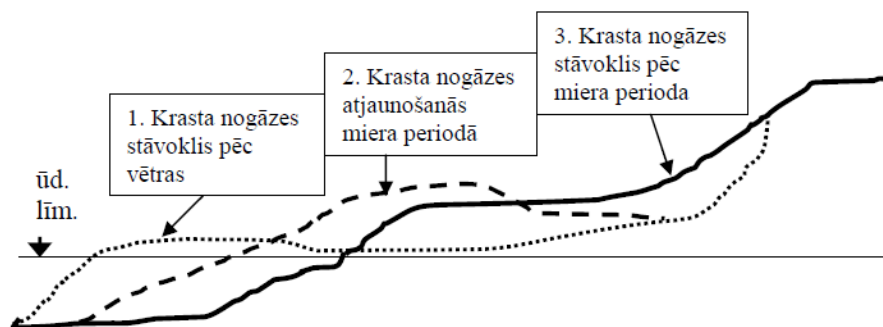 3. Krasta nogāzes
stāvoklis pēc
miera perioda
2. Krasta nogāzes
atjaunošanās
miera periodā
1. Krasta nogāzes
stāvoklis pēc
vētras
ūd.
līm.